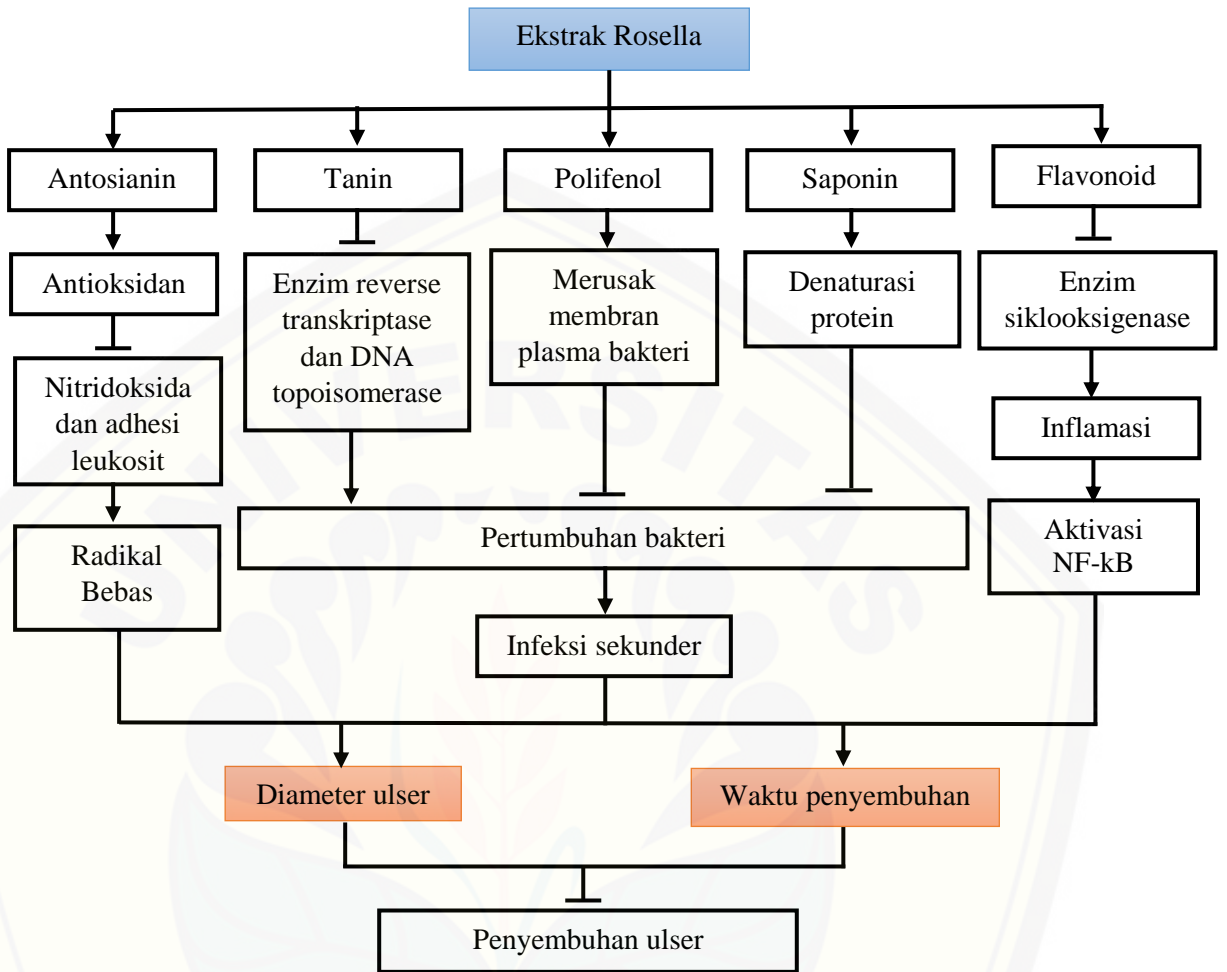 Ekstrak Rosella
Antosianin
Tanin
Polifenol
Saponin
Flavonoid
Antioksidan
Enzim reverse
transkriptase
dan DNA
topoisomerase
Merusak
membran
plasma bakteri
Denaturasi
protein
Enzim
siklooksigenase
Nitridoksida
dan adhesi
leukosit
Inflamasi
Radikal
Bebas
Pertumbuhan bakteri
Aktivasi
NF-kB
Infeksi sekunder
Diameter ulser
Waktu penyembuhan
Penyembuhan ulser
UNIVERSITAS